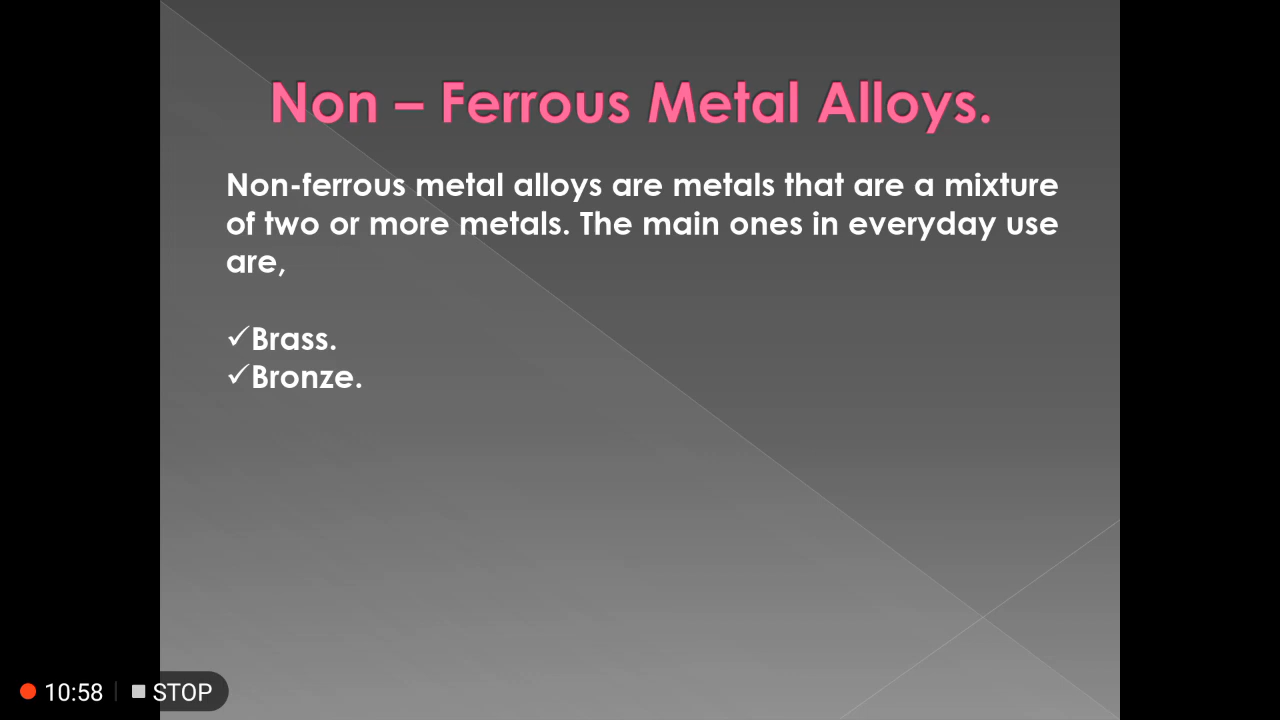 Non – Ferrous Metal Alloys.
Non-ferrous metal alloys are metals that are a mixture
of two or more metals. The main ones in everyday use
are,
✓Brass.
✓Bronze.
10:58 STOP